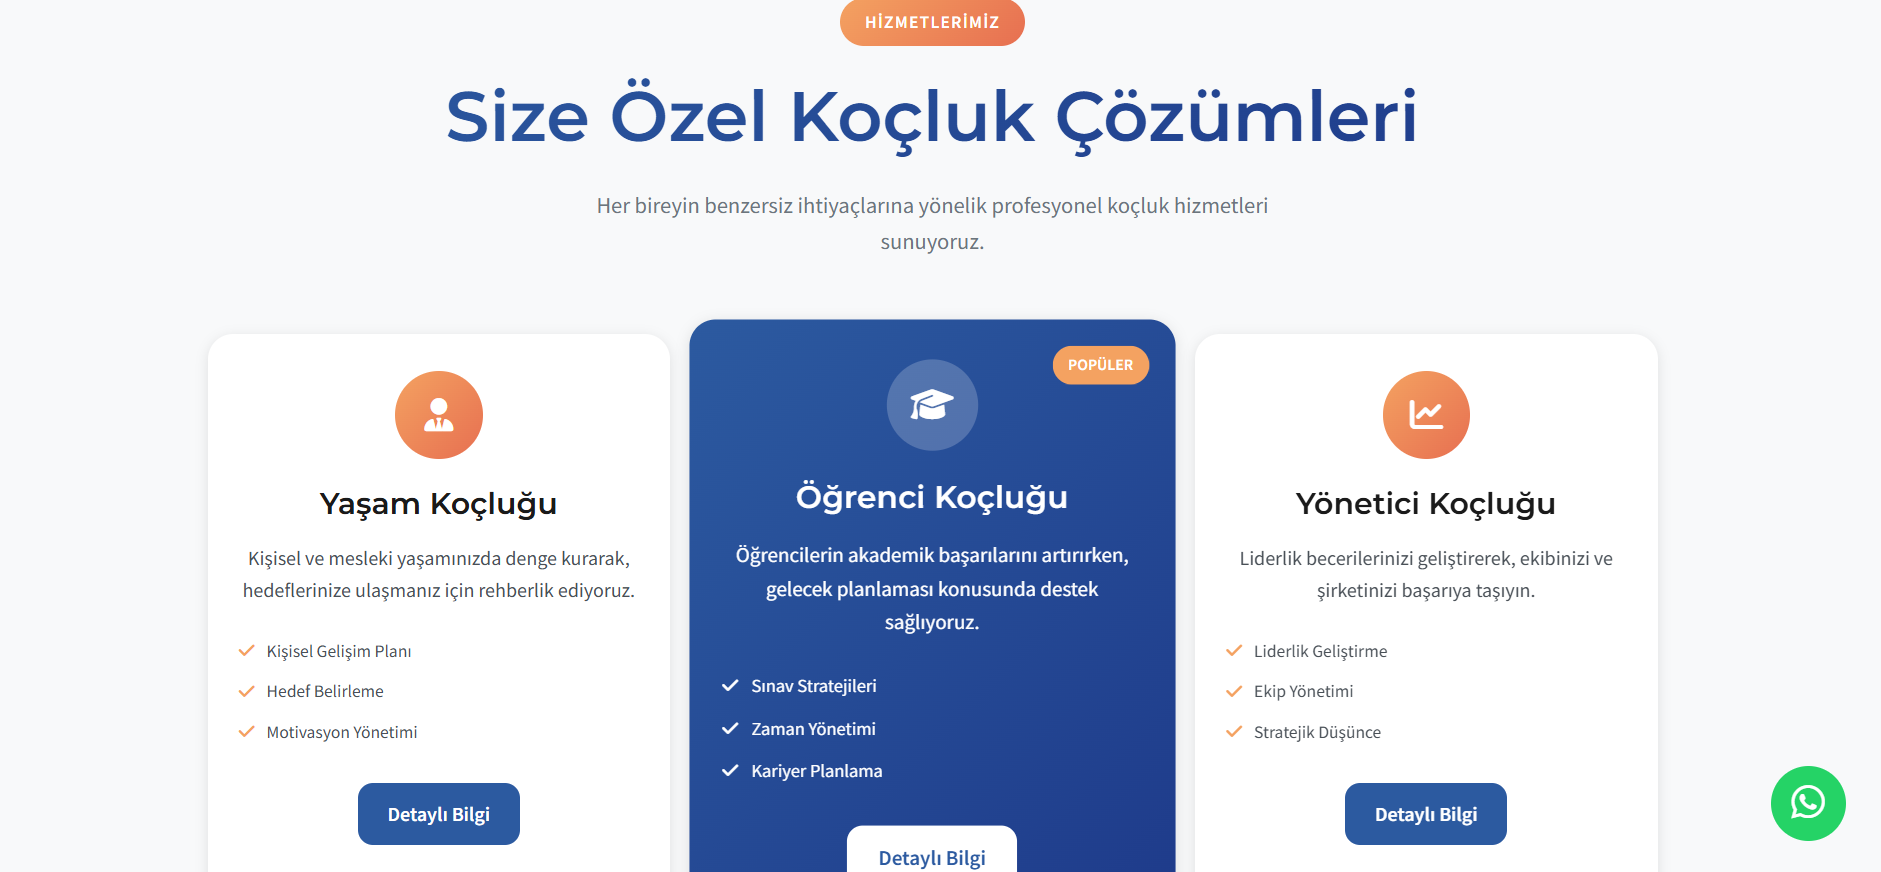 HİZMETLERİMİZ
Size Özel Koçluk Çözümleri
Her bireyin benzersiz ihtiyaçlarına yönelik profesyonel koçluk hizmetleri
sunuyoruz.
Yaşam Koçluğu
Kişisel ve mesleki yaşamınızda denge kurarak,
hedeflerinize ulaşmanız için rehberlik ediyoruz.
Kişisel Gelişim Planı
Hedef Belirleme
Motivasyon Yönetimi
Detaylı Bilgi
POPÜLER
Öğrenci Koçluğu
Öğrencilerin akademik başarılarını artırırken,
gelecek planlaması konusunda destek
sağlıyoruz.
Sınav Stratejileri
Zaman Yönetimi
Kariyer Planlama
Detaylı Bilgi
Yönetici Koçluğu
Liderlik becerilerinizi geliştirerek, ekibinizi ve
şirketinizi başarıya taşıyın.
Liderlik Geliştirme
Ekip Yönetimi
Stratejik Düşünce
Detaylı Bilgi